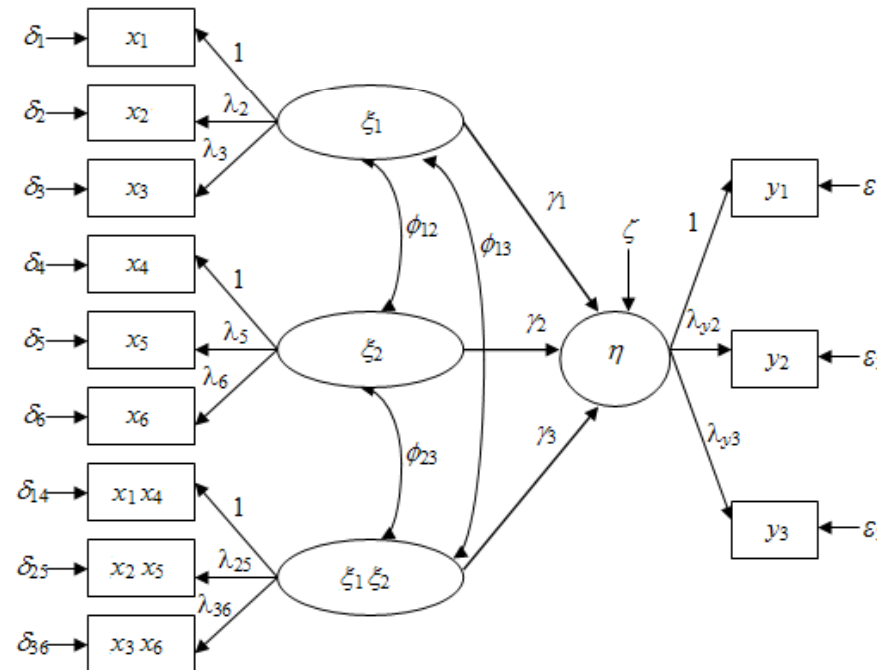 δ1
x1
1
δ2
x2
λ2
ξ1
δ3
x3
λ3
γ1
y1
ε
ϕ12
ϕ13
ζ
1
δ4
x4
1
δ5
x5
λ5
ξ2
γ2
η
λy2
y2
ε
δ6
x6
λ6
γ3
λy3
ϕ23
δ14
x1 x4
1
y3
ε
δ25
x2 x5
λ25
ξ1 ξ2
δ36
x3 x6
λ36